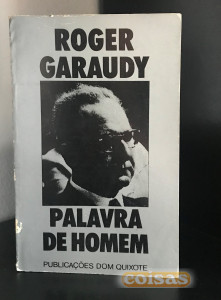 ROGER
GARAUDY
PALAVRA
DE HOMEM
PUBLICAÇÕES DOM QUIXOTE
coisas